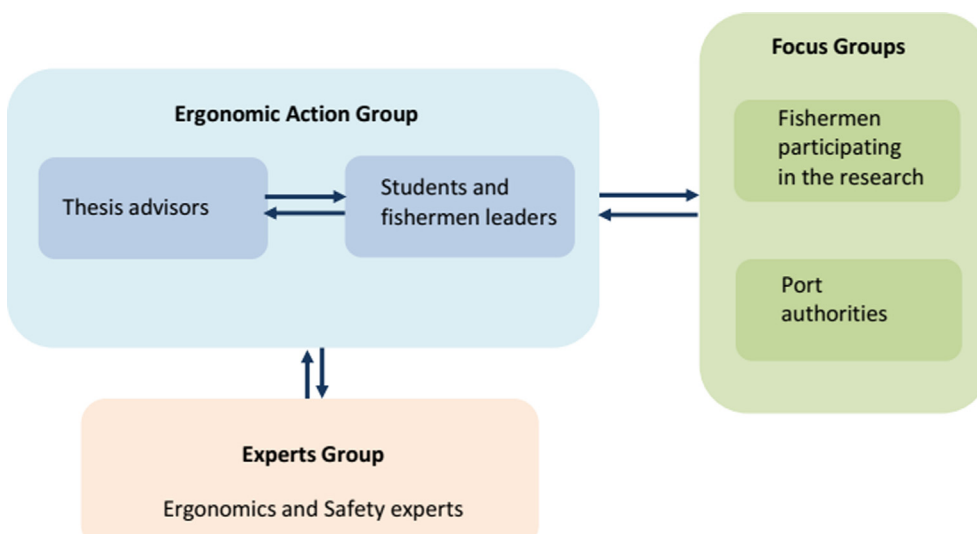 Ergonomic Action Group
Thesis advisors
Students and
fishermen leaders
Focus Groups
Fishermen
participating
in the research
Port
authorities
Experts Group
Ergonomics and Safety experts